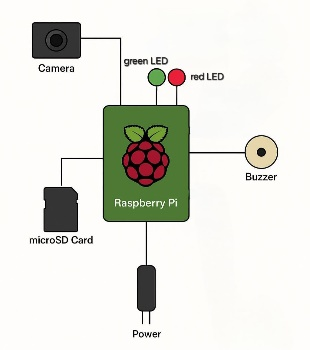 green LED
red LED
Camera
Raspberry Pi
Buzzer
microSD Card
Power